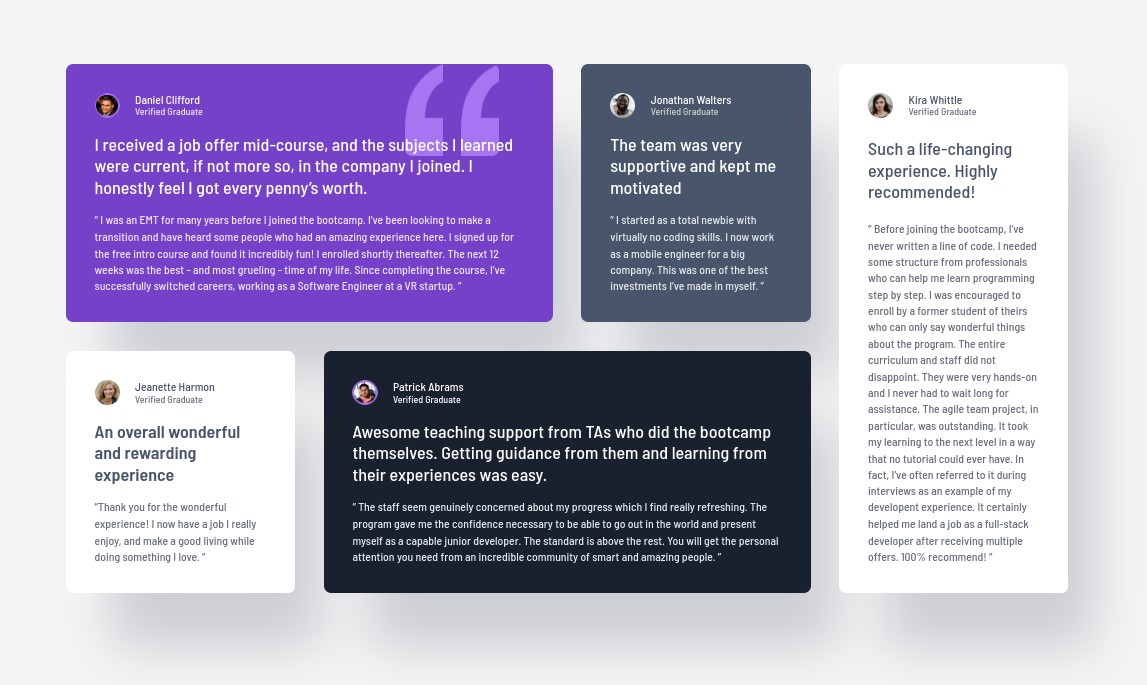 Daniel Clifford
Verified Graduate
I received a job offer mid-course, and the subjects I learned
were current, if not more so, in the company I joined. I
honestly feel I got every penny’s worth.
“ I was an EMT for many years before I joined the bootcamp. I’ve been looking to make a
transition and have heard some people who had an amazing experience here. I signed up for
the free intro course and found it incredibly fun! I enrolled shortly thereafter. The next 12
weeks was the best - and most grueling - time of my life. Since completing the course, I’ve
successfully switched careers, working as a Software Engineer at a VR startup. ”
Jonathan Walters
Verified Graduate
The team was very
supportive and kept me
motivated
“ I started as a total newbie with
virtually no coding skills. I now work
as a mobile engineer for a big
company. This was one of the best
investments I’ve made in myself. ”
Kira Whittle
Verified Graduate
Such a life-changing
experience. Highly
recommended!
“ Before joining the bootcamp, I’ve
never written a line of code. I needed
some structure from professionals
who can help me learn programming
step by step. I was encouraged to
enroll by a former student of theirs
who can only say wonderful things
about the program. The entire
curriculum and staff did not
disappoint. They were very hands-on
and I never had to wait long for
assistance. The agile team project, in
particular, was outstanding. It took
my learning to the next level in a way
that no tutorial could ever have. In
fact, I’ve often referred to it during
interviews as an example of my
developent experience. It certainly
helped me land a job as a full-stack
developer after receiving multiple
offers. 100% recommend! ”
Jeanette Harmon
Verified Graduate
An overall wonderful
and rewarding
experience
“Thank you for the wonderful
experience! I now have a job I really
enjoy, and make a good living while
doing something I love. ”
Patrick Abrams
Verified Graduate
Awesome teaching support from TAs who did the bootcamp
themselves. Getting guidance from them and learning from
their experiences was easy.
“ The staff seem genuinely concerned about my progress which I find really refreshing. The
program gave me the confidence necessary to be able to go out in the world and present
myself as a capable junior developer. The standard is above the rest. You will get the personal
attention you need from an incredible community of smart and amazing people. ”